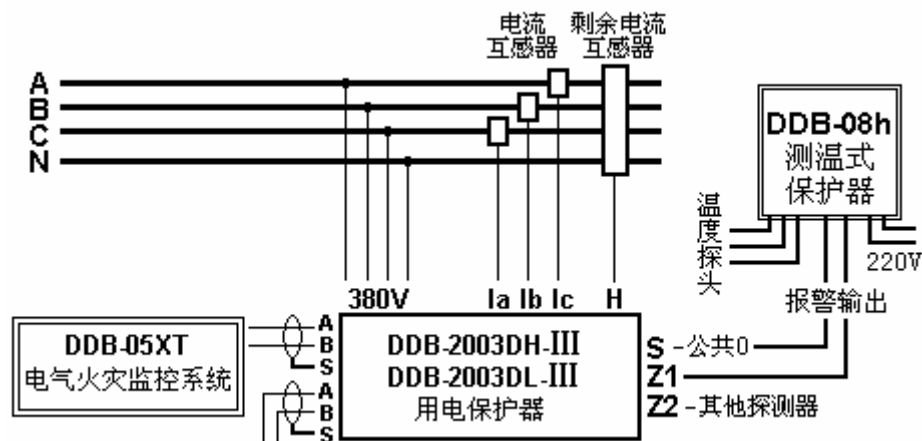 电流
互感器
剩余电流
互感器
A
B
C
N
DDB-08h
测温式
保护器
温度探头
220V
报警输出
380V
Ia Ib Ic H
DDB-05XT
电气火灾监控系统
A
B
S
A
B
S
DDB-2003DH-III
DDB-2003DL-III
用电保护器
S -公共0
Z1
Z2 -其他探测器